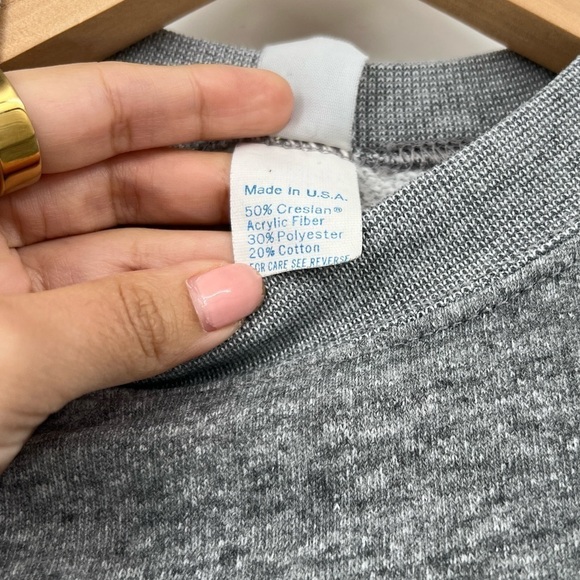 Made in U.S.A.
50% Creslan®
Acrylic Fiber
30% Polyester
20% Cotton
FOR CARE SEE REVERSE